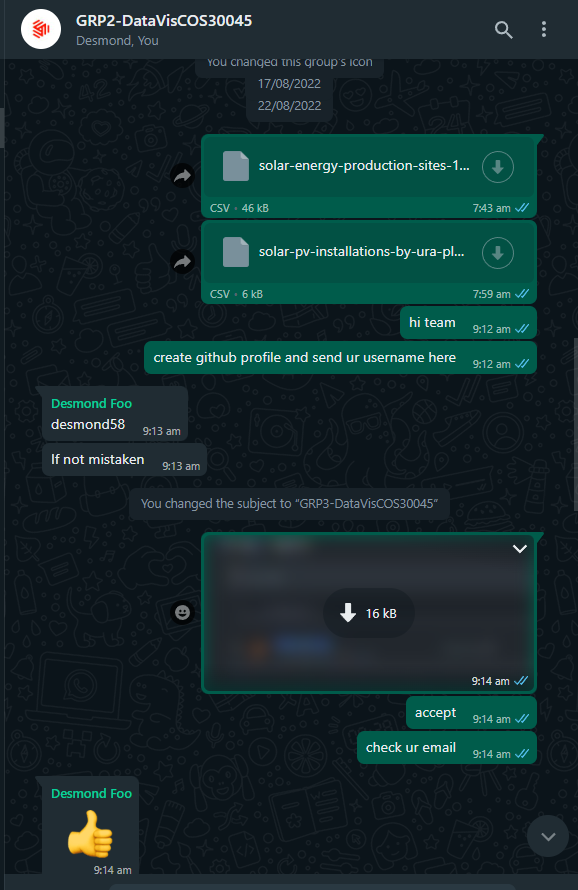 GRP2-DataVisCOS30045
Desmond, You
You changed this group's icon
17/08/2022
22/08/2022
solar-energy-production-sites-1...
CSV • 46 kB
7:43 am
solar-pv-installations-by-ura-pl...
CSV • 6 kB
7:59 am
hi team
9:12 am
create github profile and send ur username here
9:12 am
Desmond Foo
desmond58
9:13 am
If not mistaken
9:13 am
You changed the subject to “GRP3-DataVisCOS30045”
16 kB
9:14 am
accept
9:14 am
check ur email
9:14 am
Desmond Foo
9:14 am